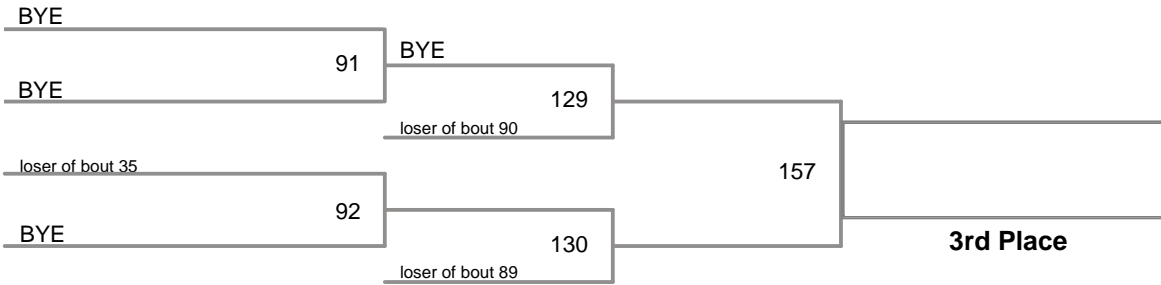 BYE
BYE
91
BYE
129
loser of bout 90
loser of bout 35
157
92
BYE
130
3rd Place
loser of bout 89